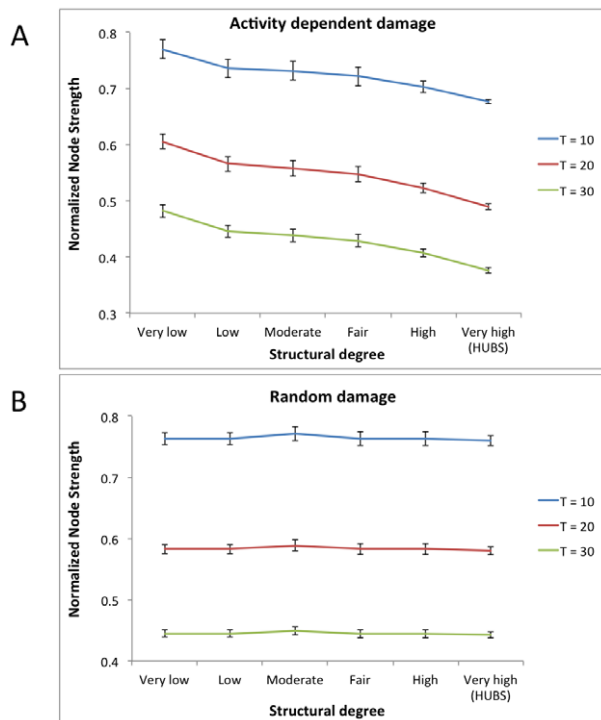 A
Activity dependent damage
0.8
0.7
0.6
0.5
0.4
0.3
Normalized Node Strength
Very low
Low
Moderate
Fair
High
Very high
(HUBS)
Structural degree
T = 10
T = 20
T = 30
B
Random damage
0.8
0.7
0.6
0.5
0.4
Normalized Node Strength
Very low
Low
Moderate
Fair
High
Very high
(HUBS)
Structural degree
T = 10
T = 20
T = 30